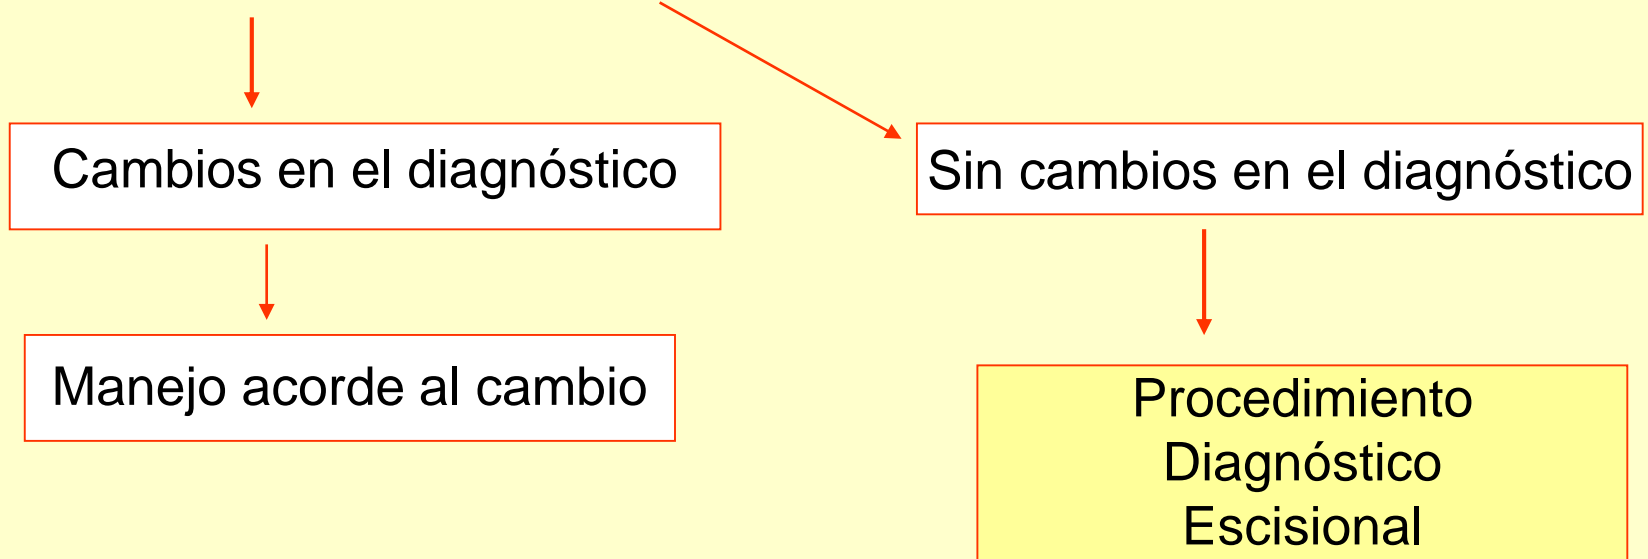 Cambios en el diagnóstico
Sin cambios en el diagnóstico
Manejo acorde al cambio
Procedimiento
Diagnóstico
Escisional